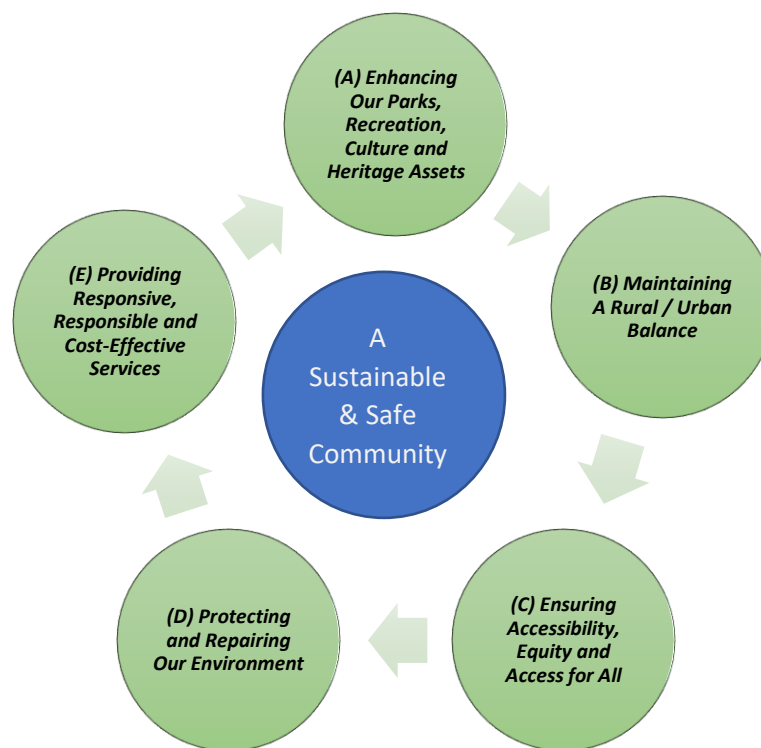 (A) Enhancing
Our Parks,
Recreation,
Culture and
Heritage Assets
(B) Maintaining
A Rural / Urban
Balance
(C) Ensuring
Accessibility,
Equity and
Access for All
(D) Protecting
and Repairing
Our Environment
(E) Providing
Responsive,
Responsible and
Cost-Effective
Services
A
Sustainable
& Safe
Community